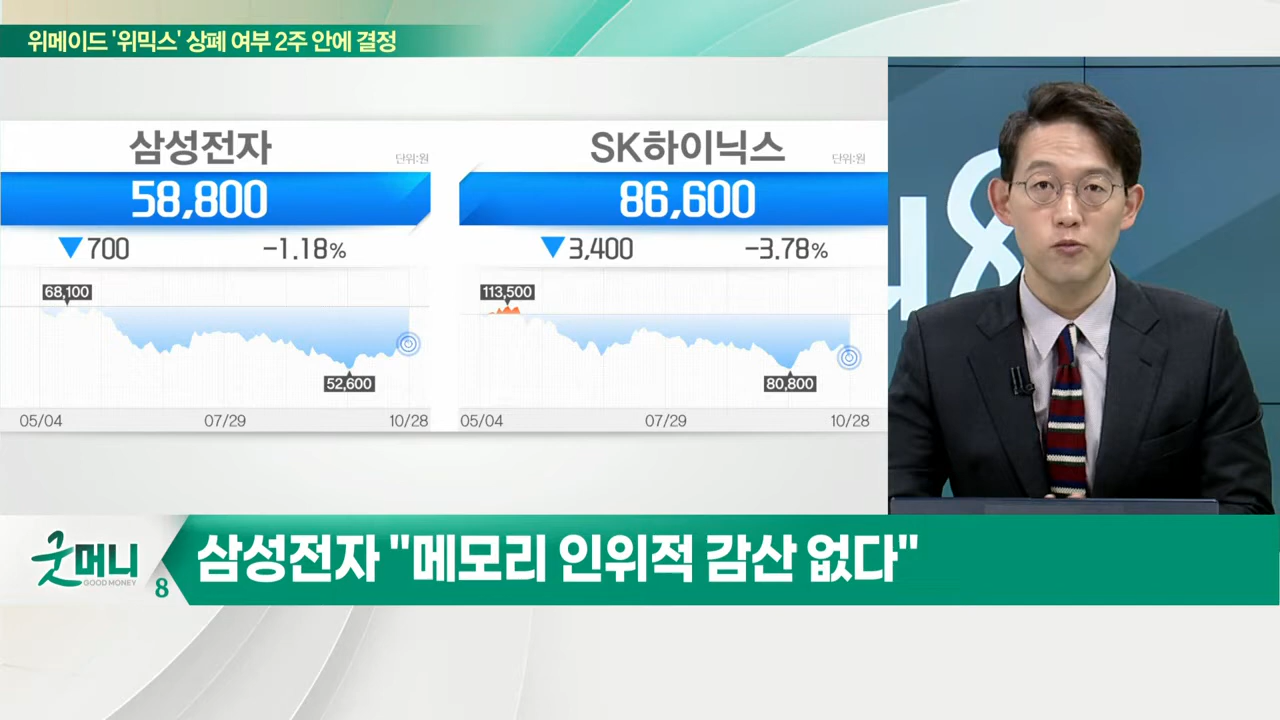 위메이드 '위믹스' 상폐 여부 2주 안에 결정
삼성전자
단위:원
58,800
▼700 -1.18%
68,100
52,600
05/04 07/29 10/28
SK하이닉스
단위:원
86,600
▼3,400 -3.78%
113,500
80,800
05/04 07/29 10/28
굿머니
GOOD MONEY
8
삼성전자 "메모리 인위적 감산 없다"